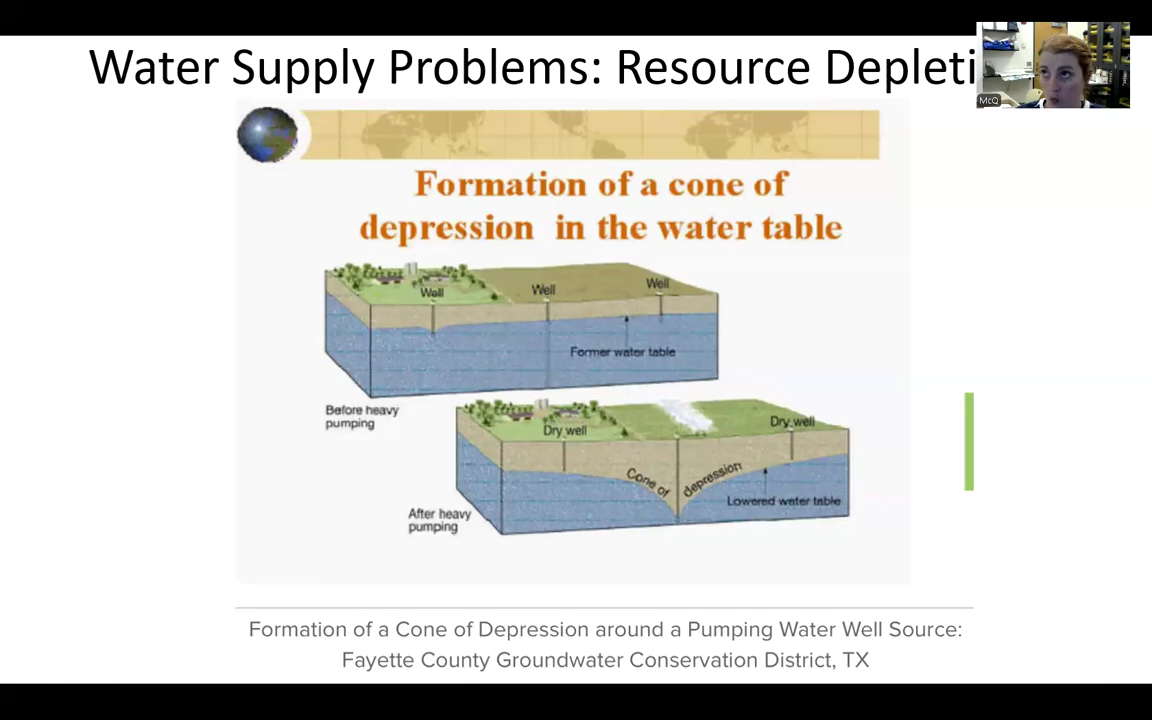 Water Supply Problems: Resource Depleti
McQ
Formation of a cone of
depression in the water table
Well
Well
Well
Former water table
Before heavy
pumping
Dry well
Dry well
Cone of
depression
Lowered water table
After heavy
pumping
Formation of a Cone of Depression around a Pumping Water Well Source:
Fayette County Groundwater Conservation District, TX